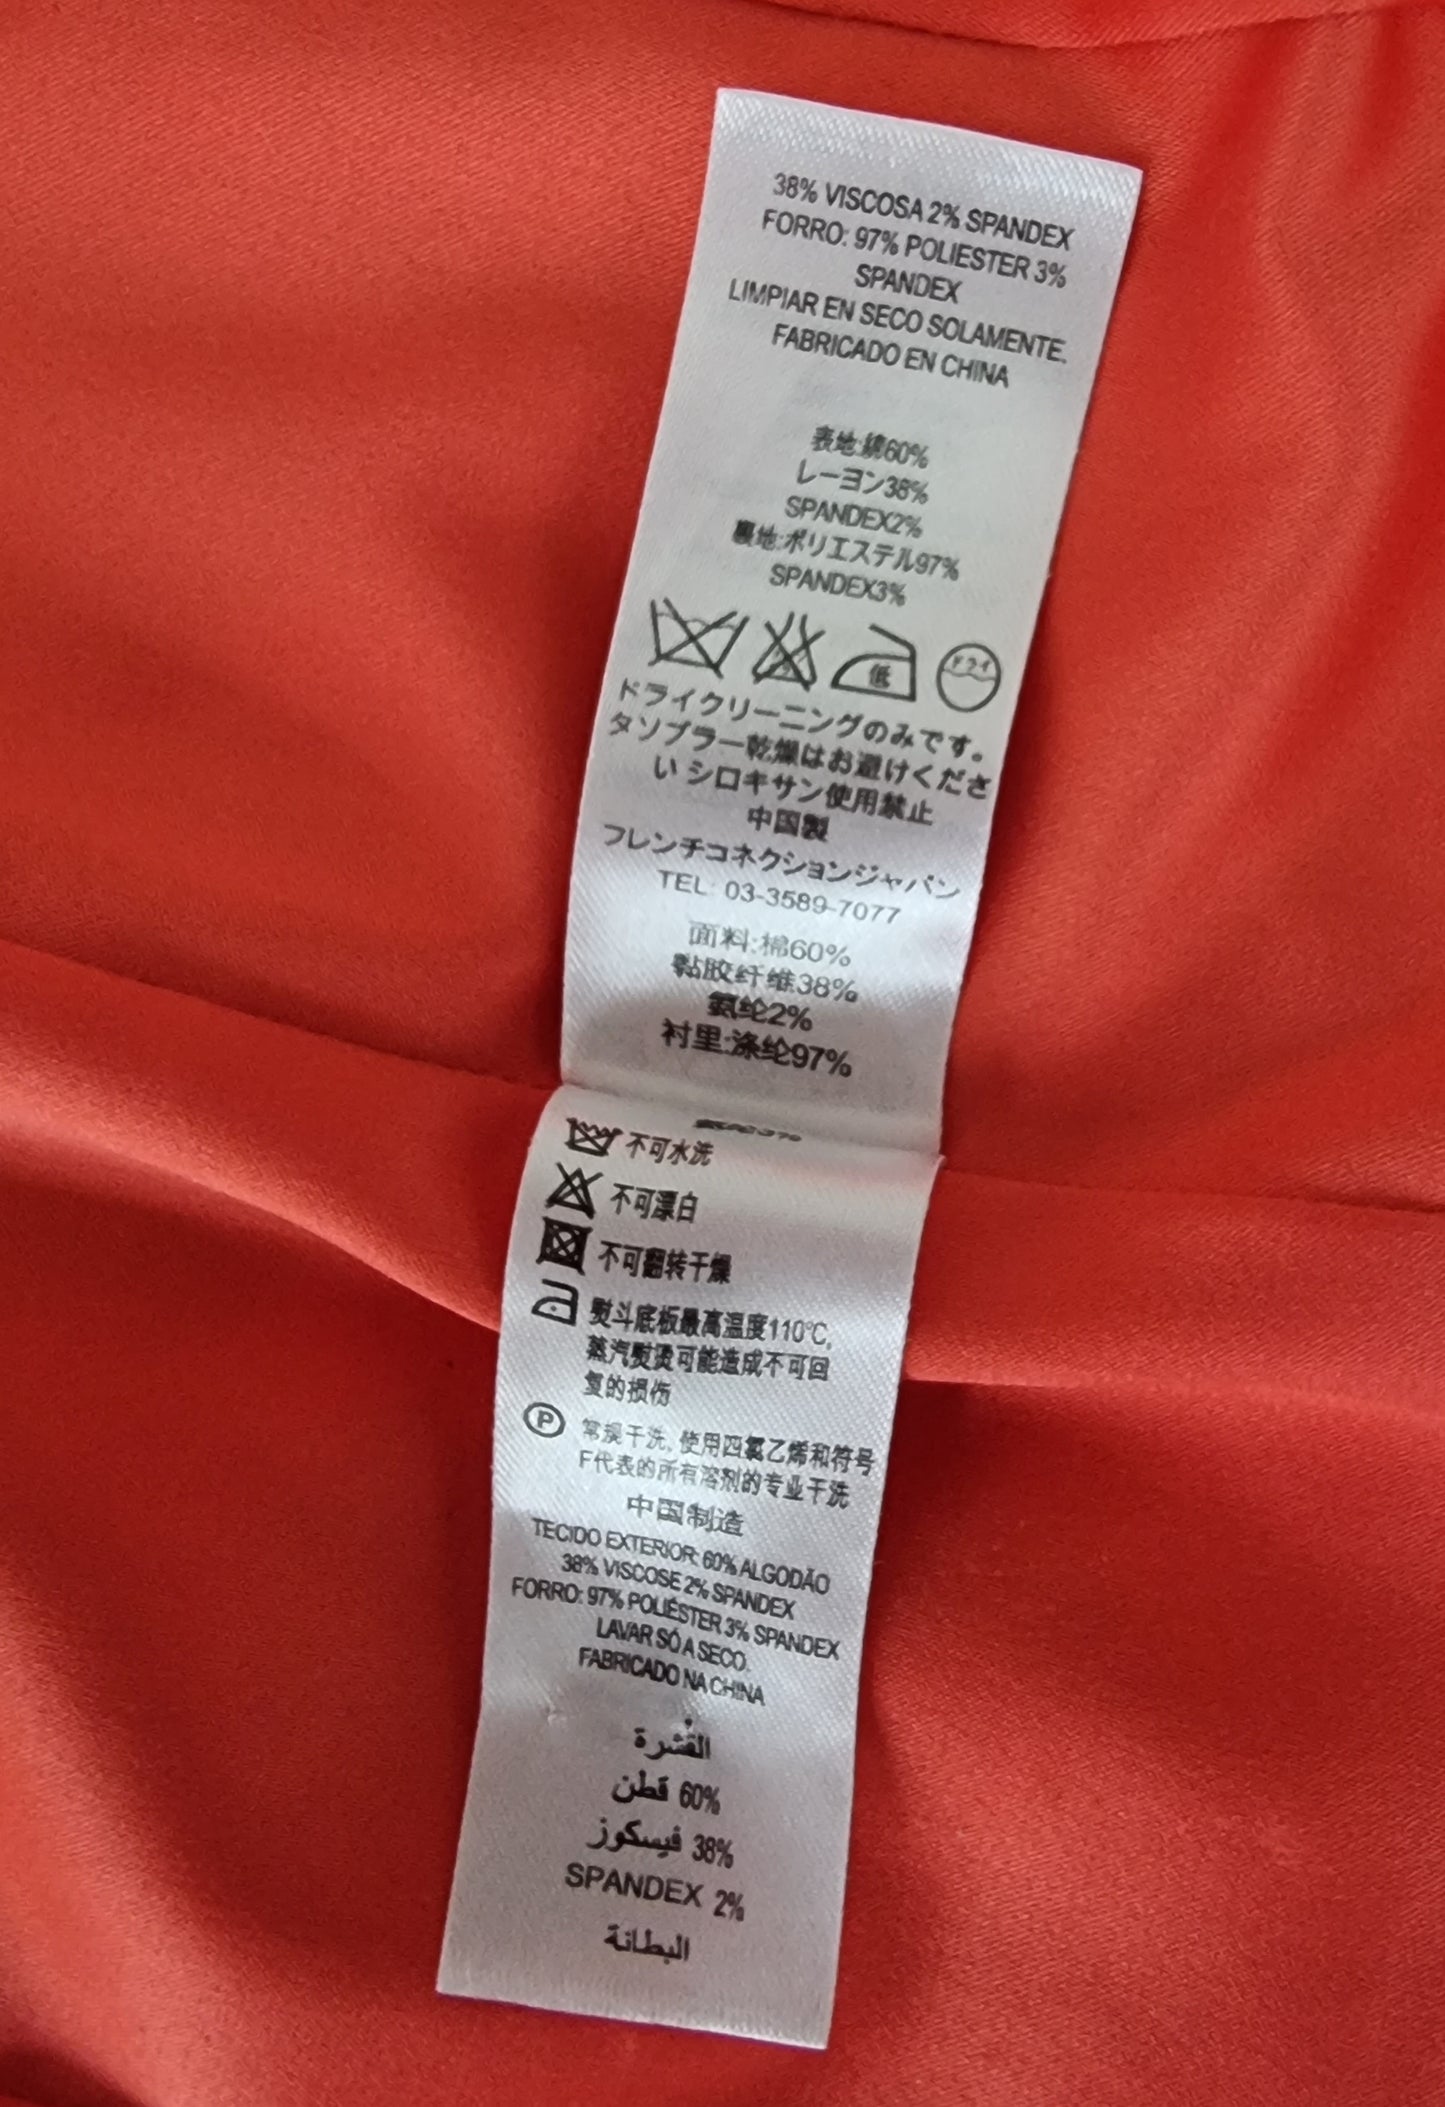 38% VISCOSA 2% SPANDEX
FORRO: 97% POLIESTER 3%
SPANDEX
LIMPIAR EN SECO SOLAMENTE.
FABRICADO EN CHINA
表地:綿60%
レーヨン38%
SPANDEX2%
裏地:ポリエステル97%
SPANDEX3%
低
ドライ
ドライクリーニングのみです。
タソブラー乾燥はお避けくださ
い シロキサン使用禁止
中国製
フレンチコネクションジャパン
TEL: 03-3589-7077
面料:棉60%
黏胶纤维38%
氨纶2%
衬里:涤纶97%
不可水洗
不可漂白
不可翻转干燥
熨斗底板最高温度110℃,
蒸汽熨烫可能造成不可回
复的损伤
P
常规干洗, 使用四氯乙烯和符号
F代表的所有溶剂的专业干洗
中国制造
TECIDO EXTERIOR: 60% ALGODÃO
38% VISCOSE 2% SPANDEX
FORRO: 97% POLIÉSTER 3% SPANDEX
LAVAR SÓ A SECO.
FABRICADO NA CHINA
القشرة
60% قطن
38% فيسكوز
SPANDEX 2%
البطانة